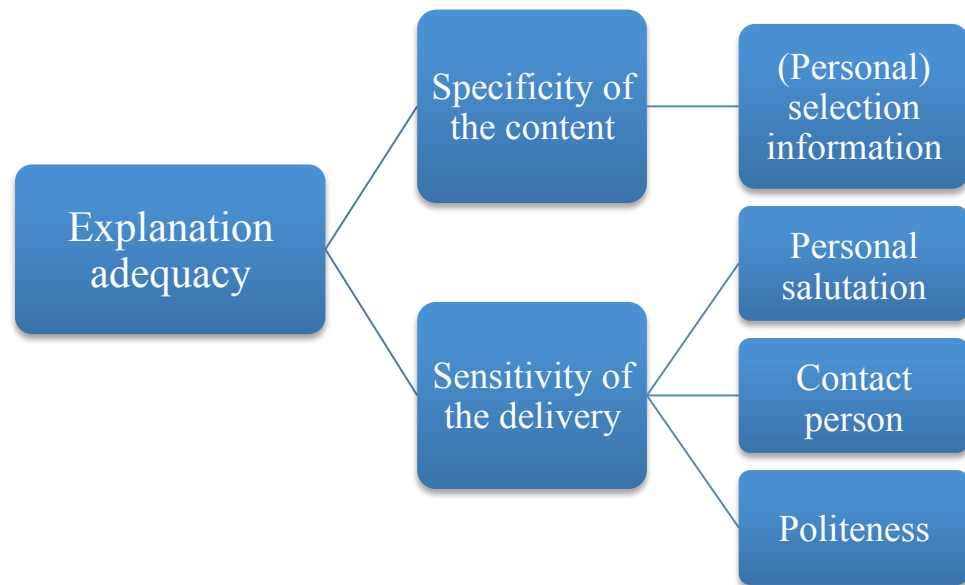 Explanation
adequacy
Specificity of
the content
(Personal)
selection
information
Sensitivity of
the delivery
Personal
salutation
Contact
person
Politeness